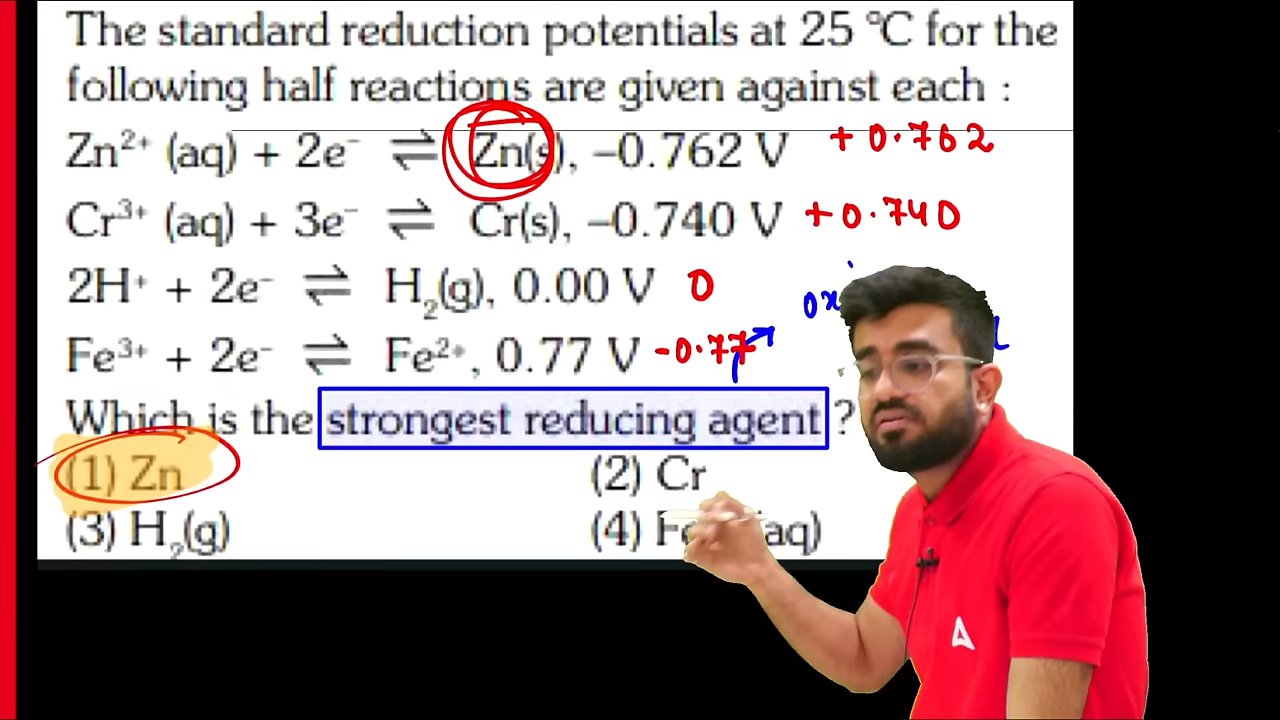 The standard reduction potentials at 25 ℃ for the
following half reactions are given against each :
Zn²⁺ (aq) + 2e⁻ ⇌ Zn(s), –0.762 V +0.762
Cr³⁺ (aq) + 3e⁻ ⇌ Cr(s), –0.740 V +0.740
2H⁺ + 2e⁻ ⇌ H₂(g), 0.00 V 0
Fe³⁺ + 2e⁻ ⇌ Fe²⁺, 0.77 V -0.77
Which is the strongest reducing agent ?
(1) Zn (2) Cr
(3) H₂(g) (4) aq)